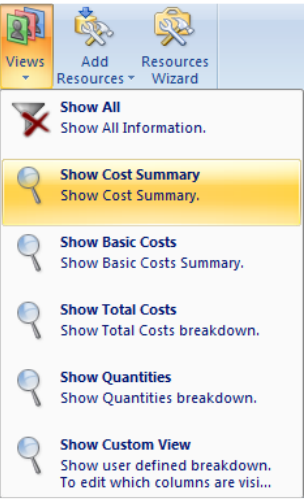 Views
Add Resources
Resources Wizard
Show All
Show All Information.
Show Cost Summary
Show Cost Summary.
Show Basic Costs
Show Basic Costs Summary.
Show Total Costs
Show Total Costs breakdown.
Show Quantities
Show Quantities breakdown.
Show Custom View
Show user defined breakdown.
To edit which columns are visi...